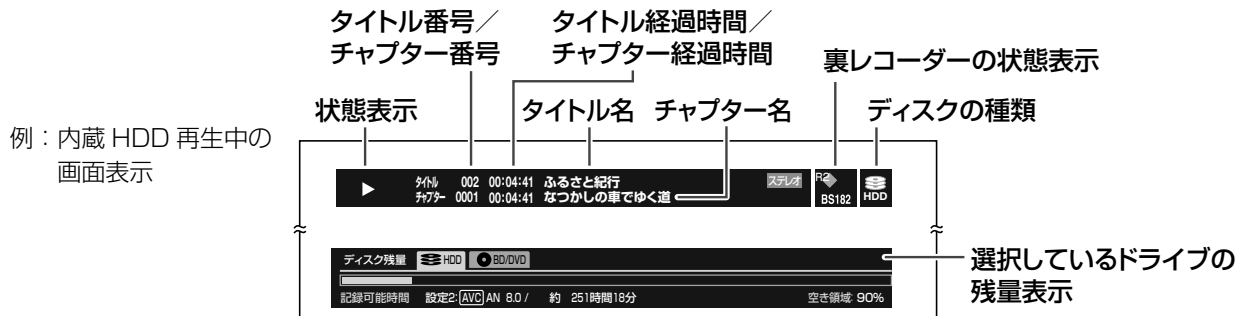 タイトル番号／
チャプター番号
タイトル経過時間／
チャプター経過時間
裏レコーダーの状態表示
状態表示
タイトル名
チャプター名
ディスクの種類
例：内蔵 HDD 再生中の
画面表示
ﾀｲﾄﾙ 002 00:04:41 ふるさと紀行
ﾁｬﾌﾟﾀｰ 0001 00:04:41 なつかしの車でゆく道
ステレオ
R2
BS182
HDD
ディスク残量 HDD BD/DVD
記録可能時間 設定2: AVC AN 8.0 / 約 251時間18分 空き領域: 90%
選択しているドライブの
残量表示